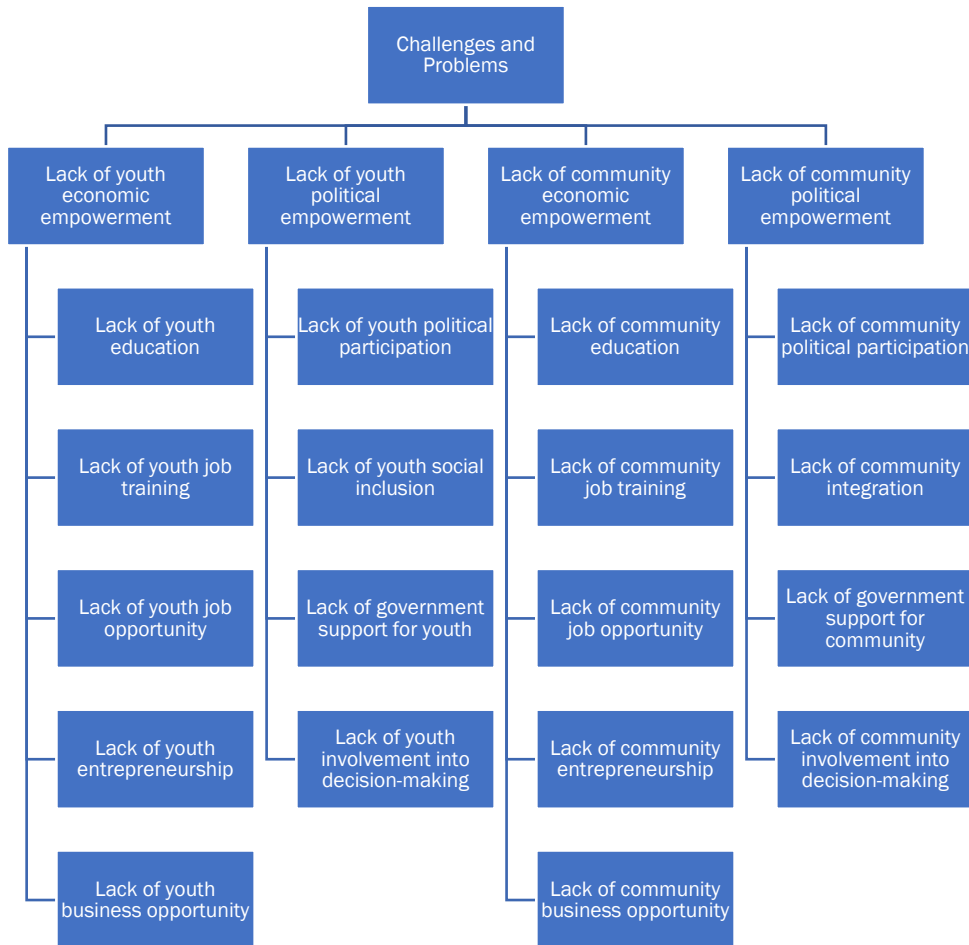 Challenges and
Problems
Lack of youth
economic
empowerment
Lack of youth
education
Lack of youth job
training
Lack of youth job
opportunity
Lack of youth
entrepreneurship
Lack of youth
business opportunity
Lack of youth
political
empowerment
Lack of youth political
participation
Lack of youth social
inclusion
Lack of government
support for youth
Lack of youth
involvement into
decision-making
Lack of community
economic
empowerment
Lack of community
education
Lack of community
job training
Lack of community
job opportunity
Lack of community
entrepreneurship
Lack of community
business opportunity
Lack of community
political
empowerment
Lack of community
political participation
Lack of community
integration
Lack of government
support for
community
Lack of community
involvement into
decision-making